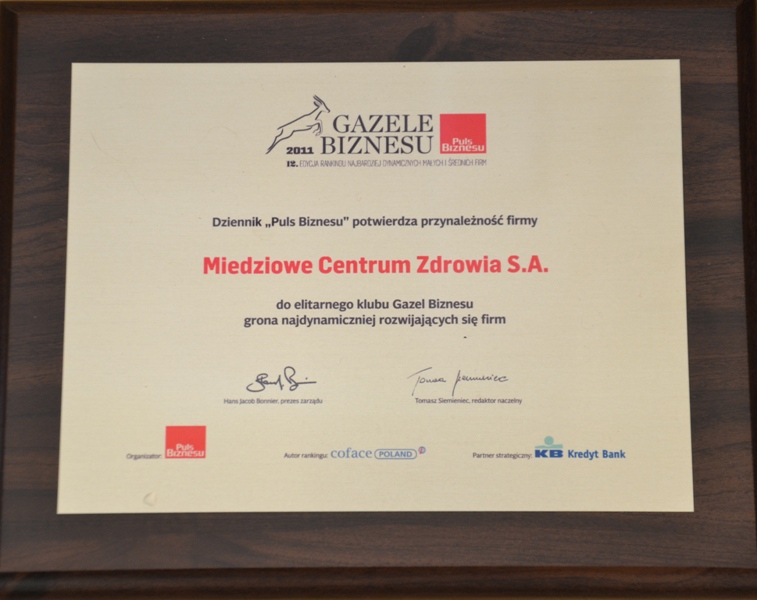 GAZELE
2011 BIZNESU
Puls
Biznesu
12. EDYCJA RANKINGU NAJBARDZIEJ DYNAMICZNYCH MAŁYCH I ŚREDNICH FIRM
Dziennik „Puls Biznesu” potwierdza przynależność firmy
Miedziowe Centrum Zdrowia S.A.
do elitarnego klubu Gazel Biznesu
grona najdynamiczniej rozwijających się firm
Hans Jacob Bonnier, prezes zarządu
Tomasz Siemieniec, redaktor naczelny
Organizator: Puls
Biznesu
Autor rankingu: coface POLAND
Partner strategiczny: KB Kredyt Bank